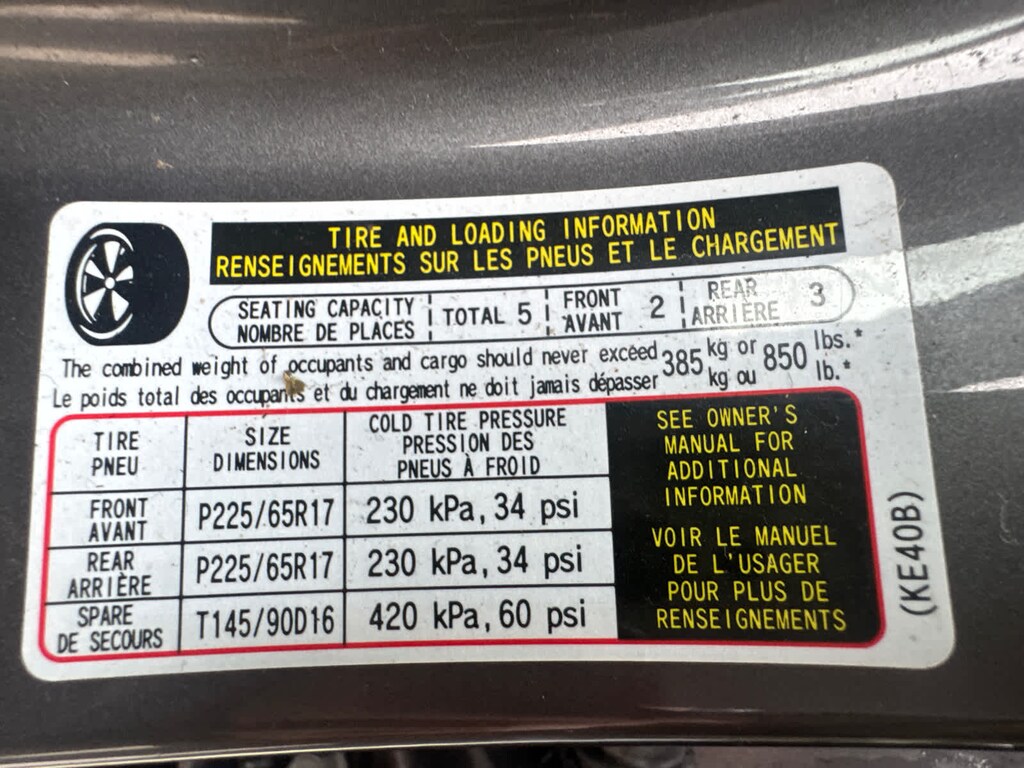 TIRE AND LOADING INFORMATION
RENSEIGNEMENTS SUR LES PNEUS ET LE CHARGEMENT
SEATING CAPACITY
NOMBRE DE PLACES
TOTAL 5
FRONT
AVANT
2
REAR
ARRIÈRE
3
The combined weight of occupants and cargo should never exceed 385 kg or 850 lbs.*
Le poids total des occupants et du chargement ne doit jamais dépasser kg ou lb.*
TIRE
PNEU
SIZE
DIMENSIONS
COLD TIRE PRESSURE
PRESSION DES
PNEUS À FROID
FRONT
AVANT
P225/65R17
230 kPa, 34 psi
REAR
ARRIÈRE
P225/65R17
230 kPa, 34 psi
SPARE
DE SECOURS
T145/90D16
420 kPa, 60 psi
SEE OWNER'S
MANUAL FOR
ADDITIONAL
INFORMATION
VOIR LE MANUEL
DE L'USAGER
POUR PLUS DE
RENSEIGNEMENTS
(KE40B)